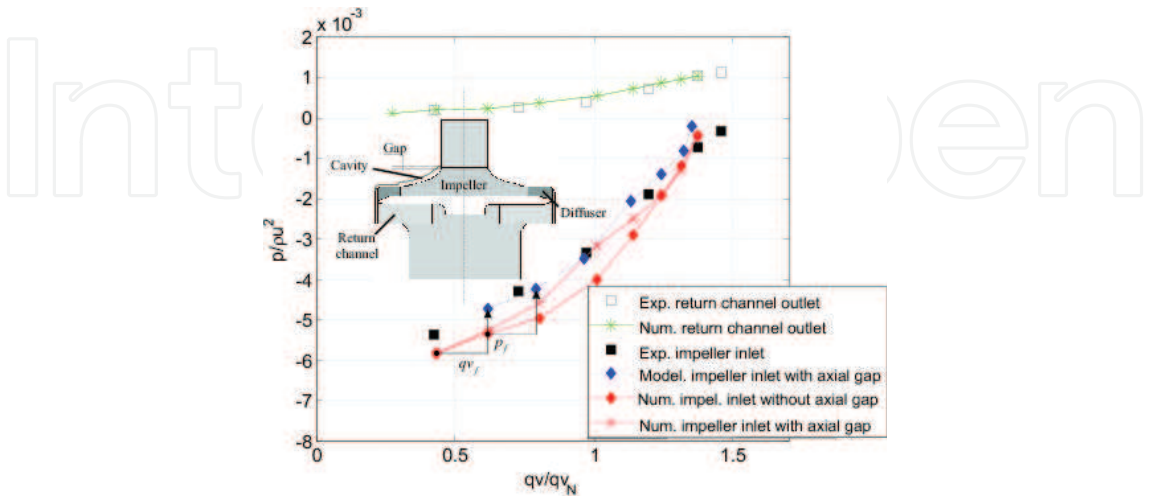 x 10⁻³
2
1
0
-1
-2
-3
-4
-5
-6
-7
-8
p/ρu²
0
0.5
1
1.5
qv/qv_N
Gap
Cavity
Impeller
Diffuser
Return
channel
p_f
qv_f
Exp. return channel outlet
Num. return channel outlet
Exp. impeller inlet
Model. impeller inlet with axial gap
Num. impel. inlet without axial gap
Num. impeller inlet with axial gap